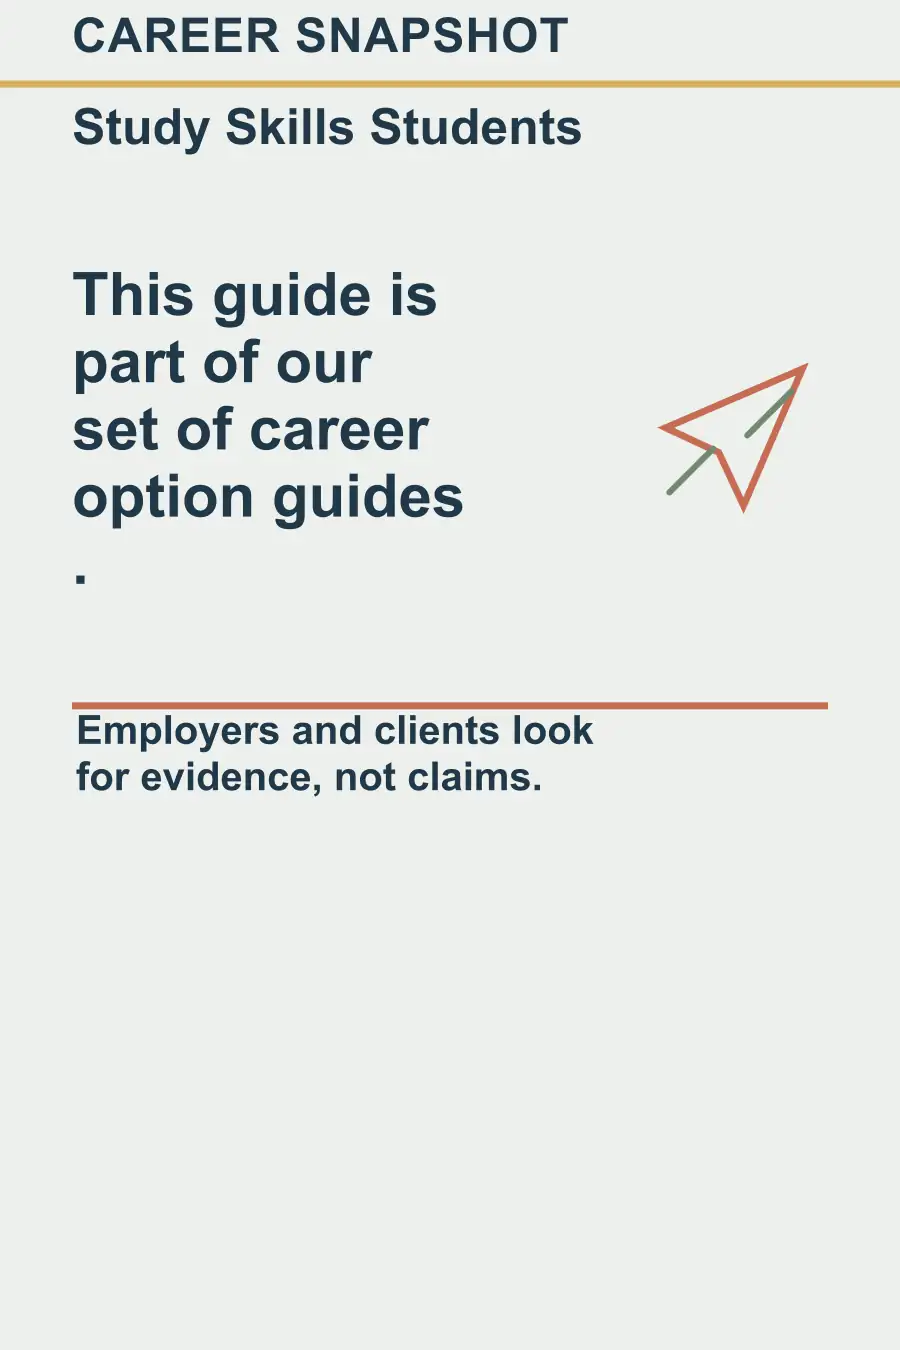 CAREER SNAPSHOT
Study Skills Students
This guide is
part of our
set of career
option guides
.
Employers and clients look
for evidence, not claims.